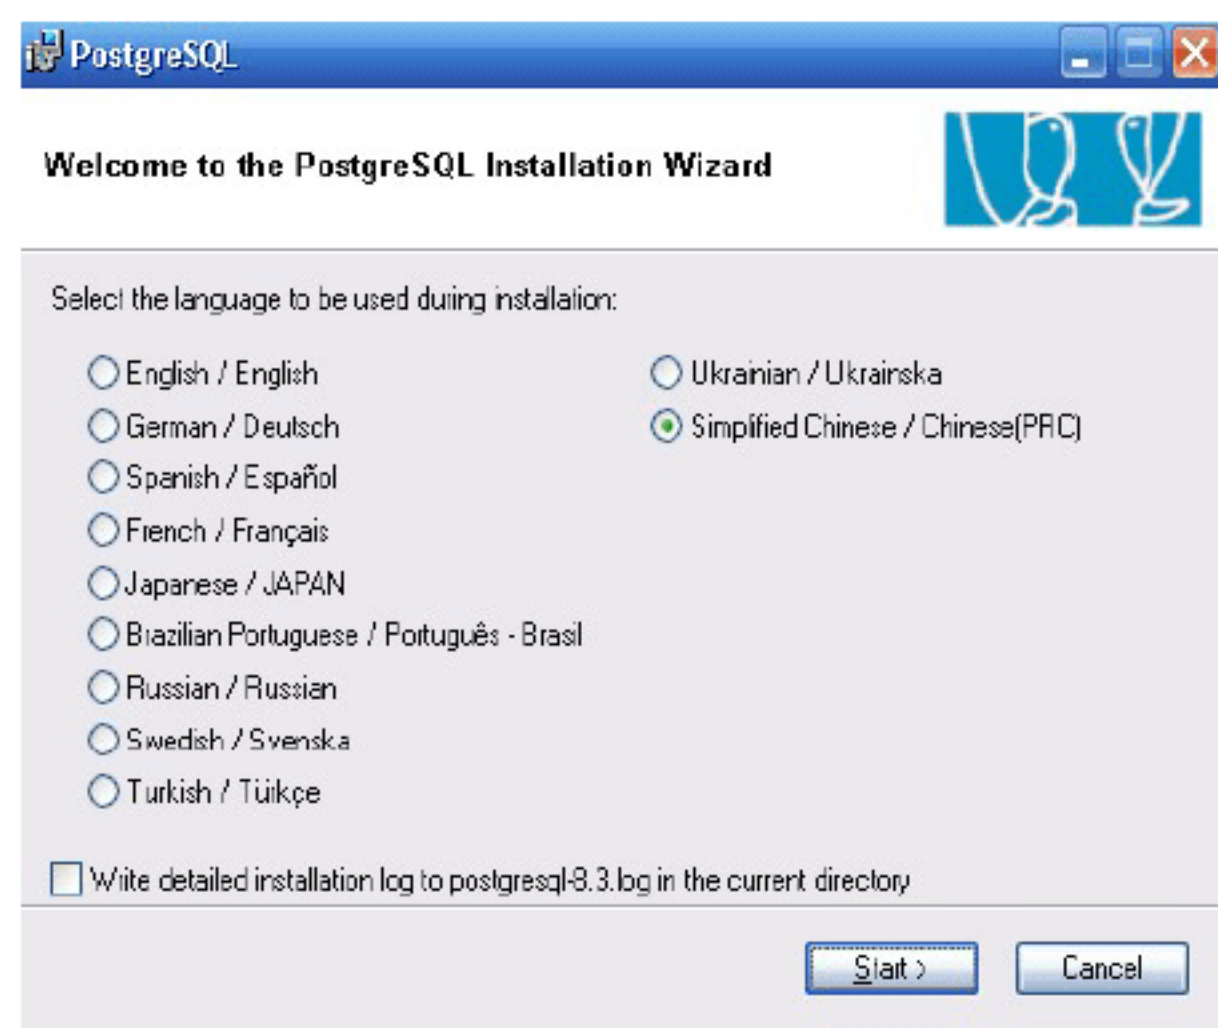 PostgreSQL
Welcome to the PostgreSQL Installation Wizard
Select the language to be used during installation:
English / English
German / Deutsch
Spanish / Español
French / Français
Japanese / JAPAN
Brazilian Portuguese / Português - Brasil
Russian / Russian
Swedish / Svenska
Turkish / Türkçe
Ukrainian / Ukrainska
Simplified Chinese / Chinese(PRC)
Write detailed installation log to postgresql-8.3.log in the current directory
Start >
Cancel